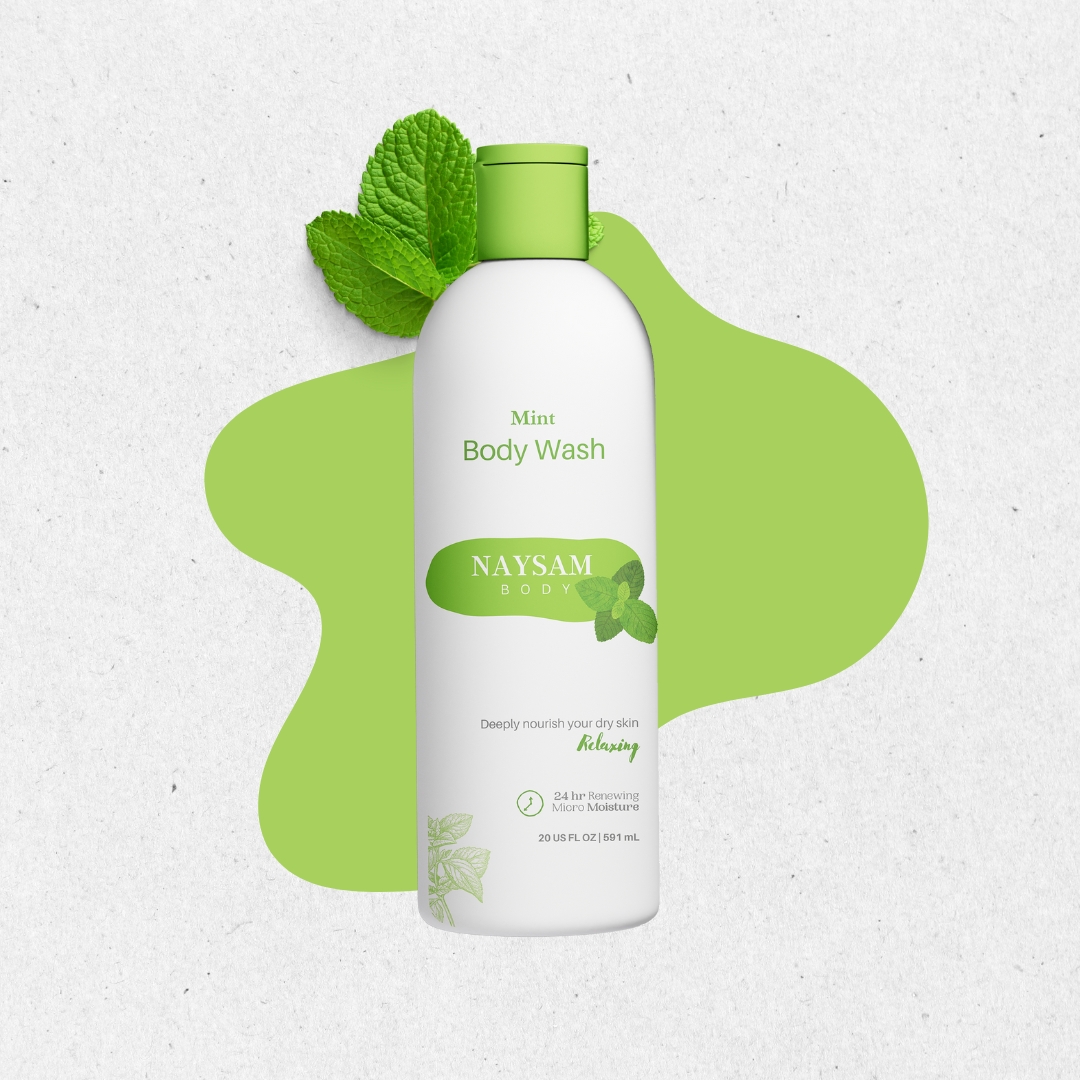 Mint
Body Wash
NAYSAM
BODY
Deeply nourish your dry skin
Relaxing
24 hr Renewing
Micro Moisture
20 US FL OZ | 591 mL